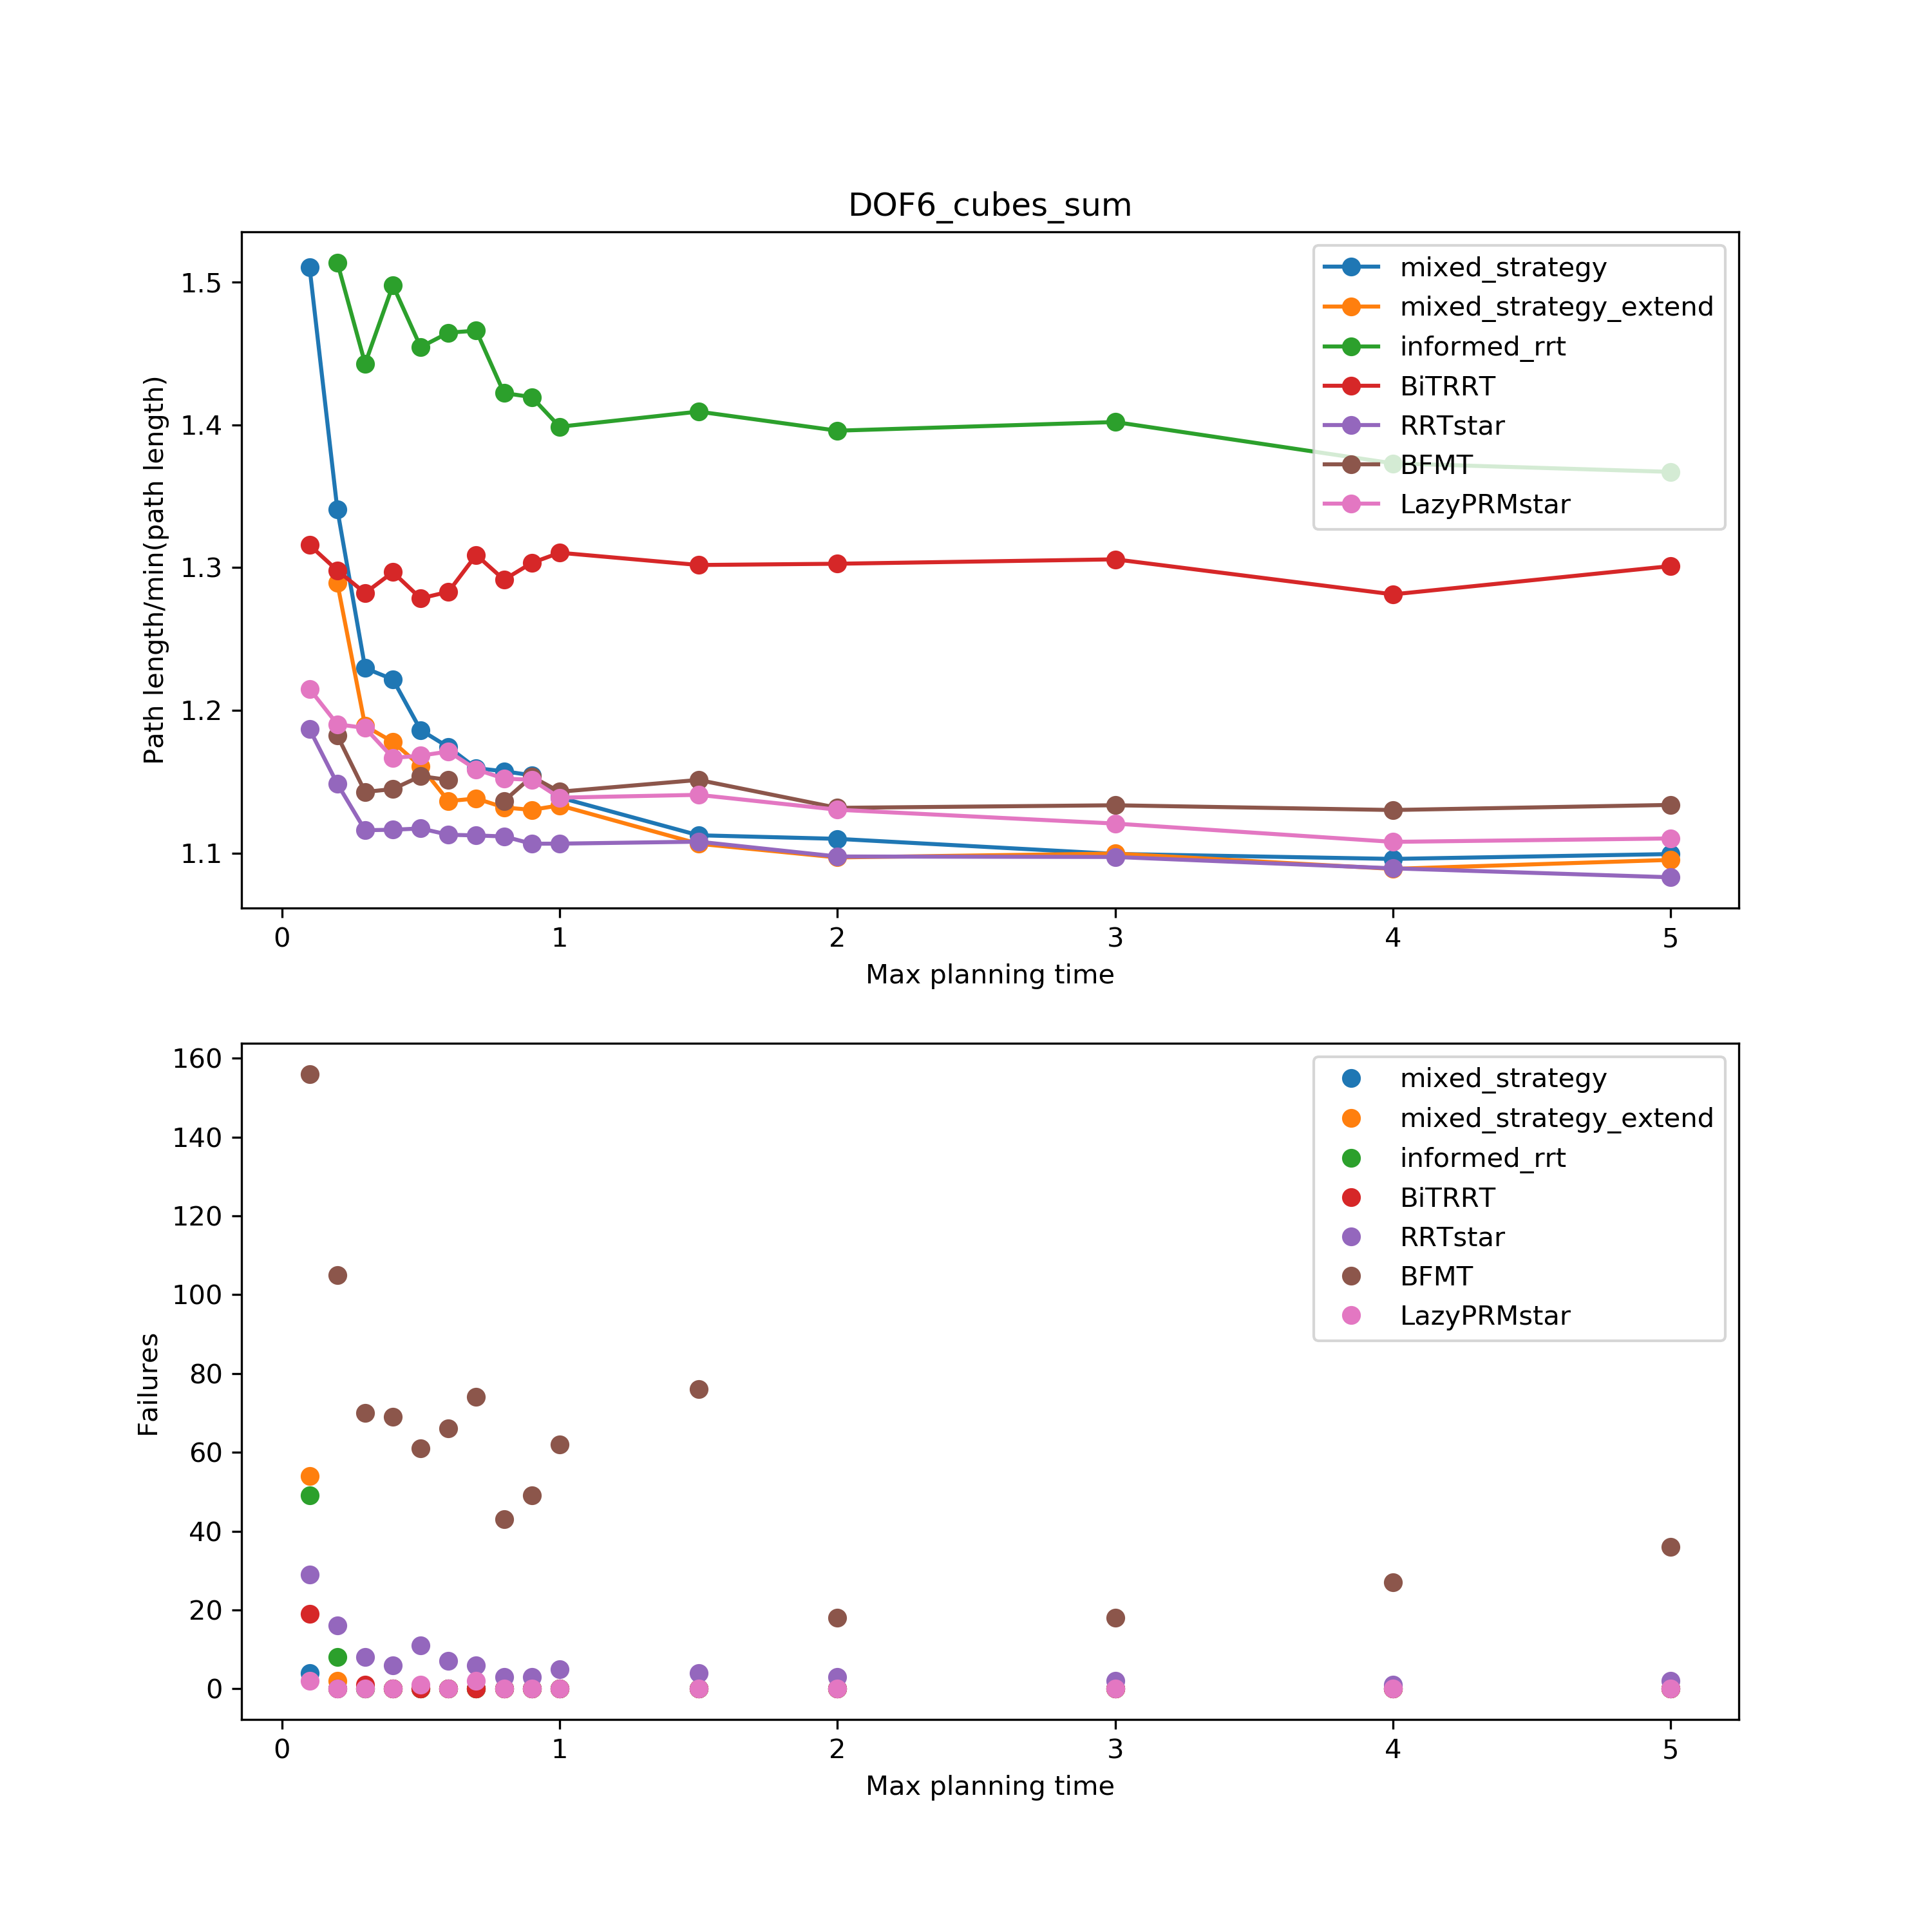 DOF6_cubes_sum
Path length/min(path length)
1.5
1.4
1.3
1.2
1.1
mixed_strategy
mixed_strategy_extend
informed_rrt
BiTRRT
RRTstar
BFMT
LazyPRMstar
0 1 2 3 4 5
Max planning time
Failures
160
140
120
100
80
60
40
20
0
mixed_strategy
mixed_strategy_extend
informed_rrt
BiTRRT
RRTstar
BFMT
LazyPRMstar
0 1 2 3 4 5
Max planning time